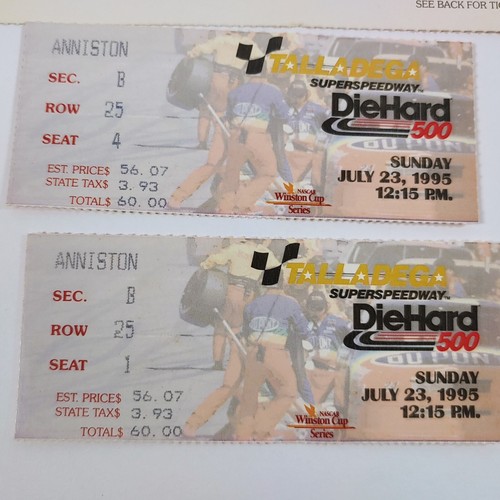 SEE BACK FOR
ANNISTON
SEC. B
ROW 25
SEAT 4
EST. PRICE$ 56.07
STATE TAX$ 3.93
TOTAL$ 60.00
TALLADEGA
SUPERSPEEDWAY™
DieHard
500
SUNDAY
JULY 23, 1995
12:15 P.M.
NASCAR
Winston Cup
Series
ANNISTON
SEC. B
ROW 25
SEAT 1
EST. PRICE$ 56.07
STATE TAX$ 3.93
TOTAL$ 60.00
TALLADEGA
SUPERSPEEDWAY™
DieHard
500
SUNDAY
JULY 23, 1995
12:15 P.M.
NASCAR
Winston Cup
Series